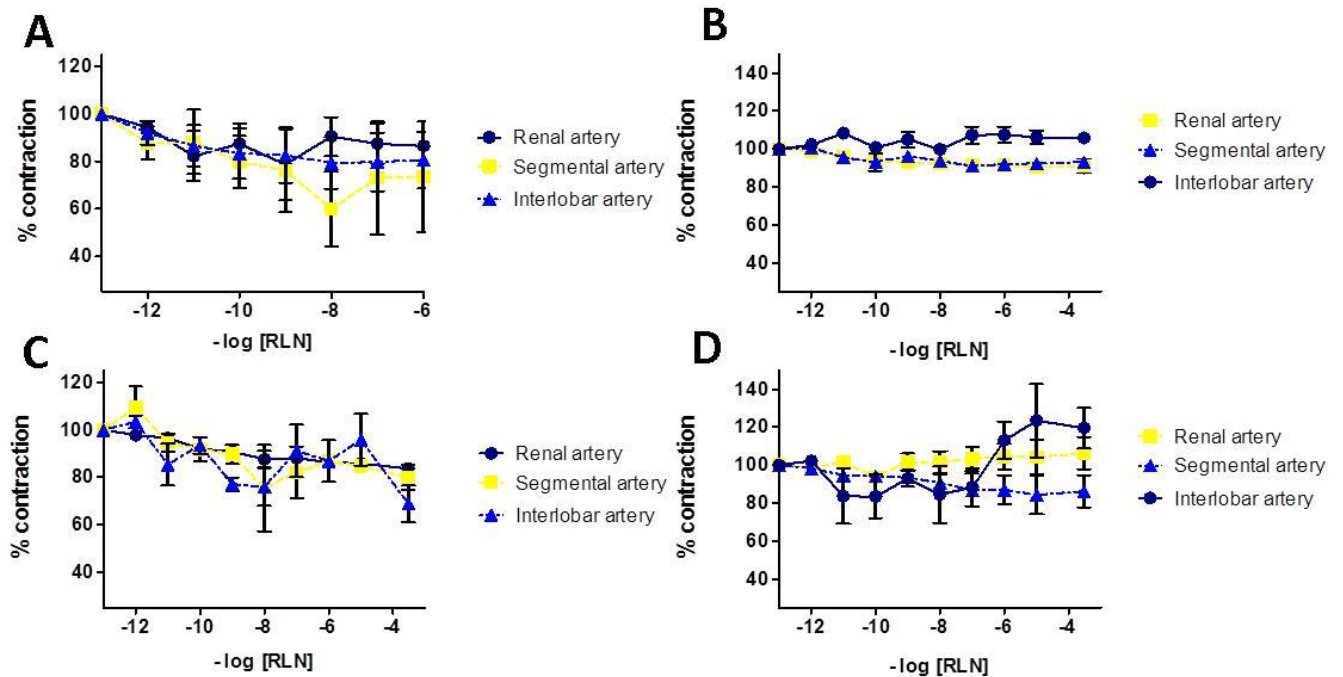 A
% contraction
120
100
80
60
40
-12
-10
-8
-6
- log [RLN]
Renal artery
Segmental artery
Interlobar artery
B
% contraction
140
120
100
80
60
40
-12
-10
-8
-6
-4
- log [RLN]
Renal artery
Segmental artery
Interlobar artery
C
% contraction
120
100
80
60
40
-12
-10
-8
-6
-4
- log [RLN]
Renal artery
Segmental artery
Interlobar artery
D
% contraction
140
120
100
80
60
40
-12
-10
-8
-6
-4
- log [RLN]
Renal artery
Segmental artery
Interlobar artery